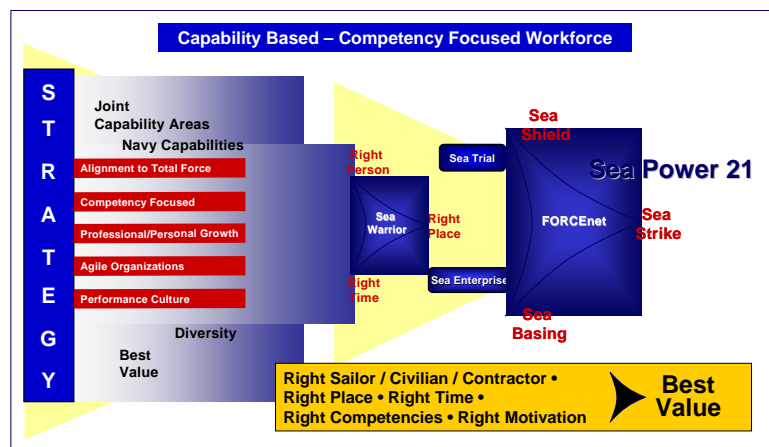 Capability Based – Competency Focused Workforce
S
T
R
A
T
E
G
Y
Joint
Capability Areas
Navy Capabilities
Alignment to Total Force
Competency Focused
Professional/Personal Growth
Agile Organizations
Performance Culture
Diversity
Best
Value
Right
Person
Sea
Warrior
Right
Place
Right
Time
Sea Trial
Sea Enterprise
Sea
Shield
FORCEnet
Sea Power 21
Sea
Strike
Sea
Basing
Right Sailor / Civilian / Contractor •
Right Place • Right Time •
Right Competencies • Right Motivation
Best
Value